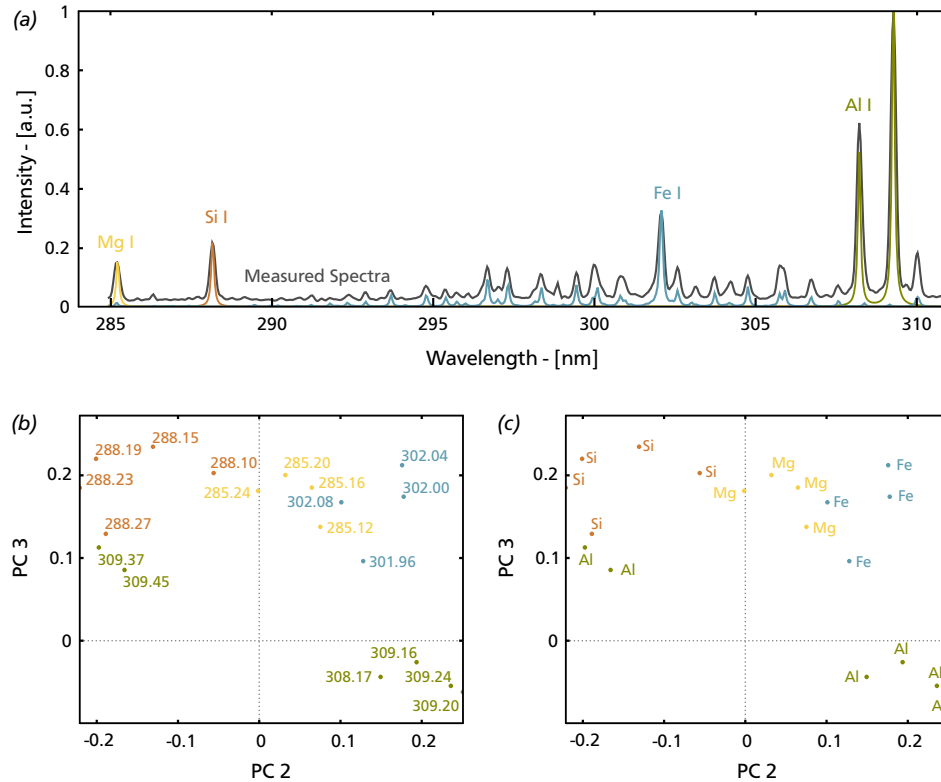 (a)
1
0.8
0.6
0.4
0.2
0
Intensity - [a.u.]
Mg I
Si I
Measured Spectra
Fe I
Al I
285
290
295
300
305
310
Wavelength - [nm]
(b)
0.2
0.1
0
PC 3
288.19
288.15
288.23
288.10
285.20
302.04
285.24
285.16
302.08
302.00
288.27
285.12
309.37
309.45
301.96
309.16
308.17
309.24
309.20
-0.2
-0.1
0
0.1
0.2
PC 2
(c)
0.2
0.1
0
PC 3
Si
Si
Si
Si
Mg
Fe
Mg
Mg
Fe
Fe
Si
Mg
Al
Al
Fe
Al
Al
Al
A
-0.2
-0.1
0
0.1
0.2
PC 2